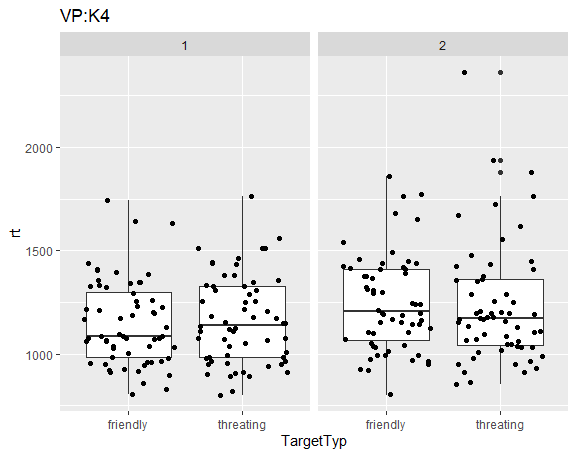 VP:K4
1 2
rt
2000
1500
1000
friendly threating friendly threating
TargetTyp